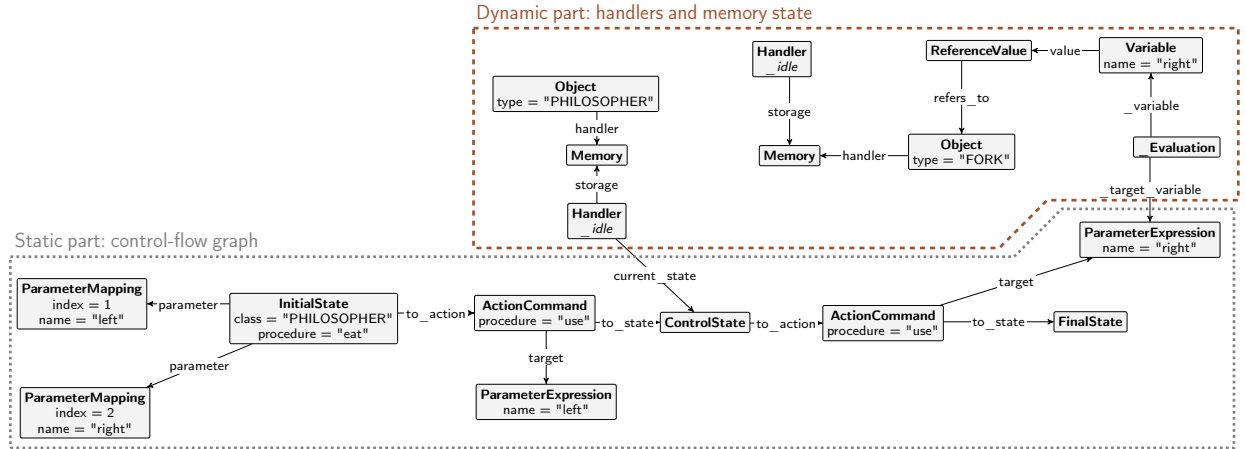 Dynamic part: handlers and memory state
Handler
_idle
ReferenceValue
value
Variable
name = "right"
Object
type = "PHILOSOPHER"
refers_to
storage
_variable
handler
Memory
Memory
handler
Object
type = "FORK"
_Evaluation
storage
_target_variable
Handler
_idle
Static part: control-flow graph
ParameterExpression
name = "right"
current_state
target
ParameterMapping
index = 1
name = "left"
parameter
InitialState
class = "PHILOSOPHER"
procedure = "eat"
to_action
ActionCommand
procedure = "use"
to_state
ControlState
to_action
ActionCommand
procedure = "use"
to_state
FinalState
parameter
target
ParameterMapping
index = 2
name = "right"
ParameterExpression
name = "left"